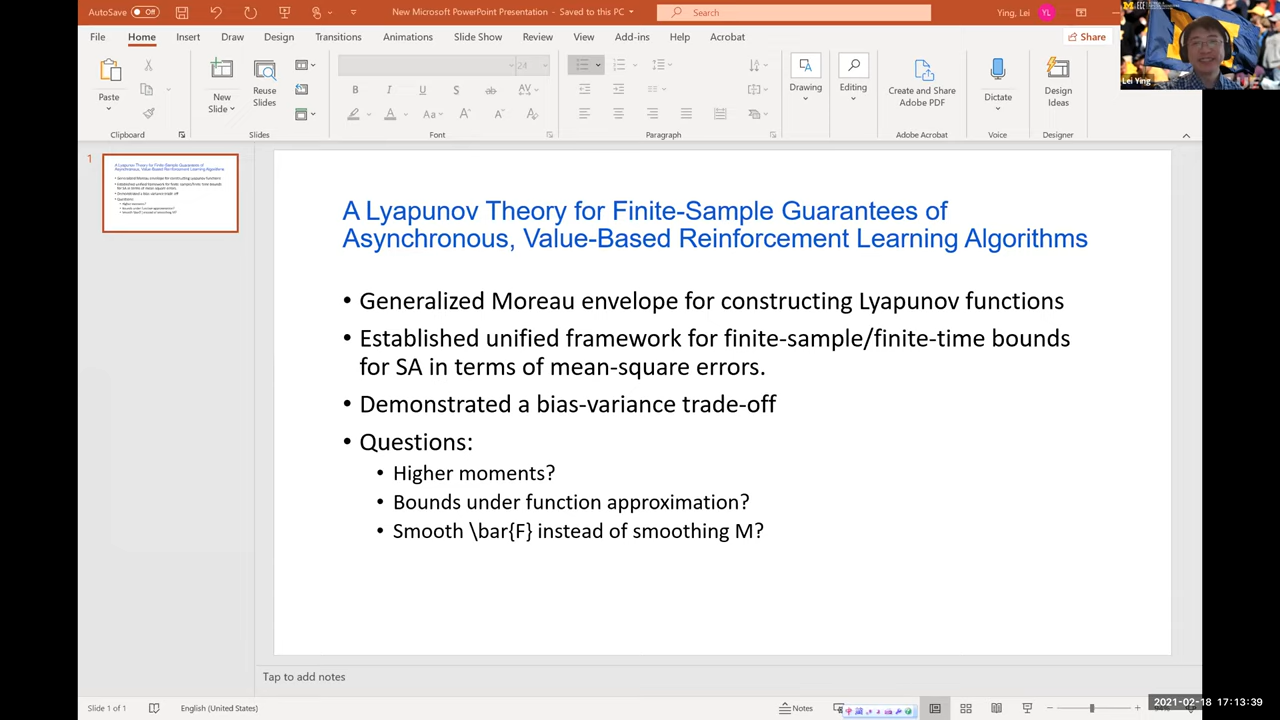 AutoSave Off
New Microsoft PowerPoint Presentation - Saved to this PC
Search
Ying, Lei YL
ECE
Lei Ying
File Home Insert Draw Design Transitions Animations Slide Show Review View Add-ins Help Acrobat
Share
Paste
New Slide
Reuse Slides
24
Drawing
Editing
Create and Share Adobe PDF
Dictate
Design Ideas
Clipboard Slides Font Paragraph Adobe Acrobat Voice Designer
1
A Lyapunov Theory for Finite-Sample Guarantees of
Asynchronous, Value-Based Reinforcement Learning Algorithms
• Generalized Moreau envelope for constructing Lyapunov functions
• Established unified framework for finite-sample/finite-time bounds
for SA in terms of mean-square errors.
• Demonstrated a bias-variance trade-off
• Questions:
• Higher moments?
• Bounds under function approximation?
• Smooth \bar{F} instead of smoothing M?
Tap to add notes
Slide 1 of 1 English (United States) Notes
2021-02-18 17:13:39